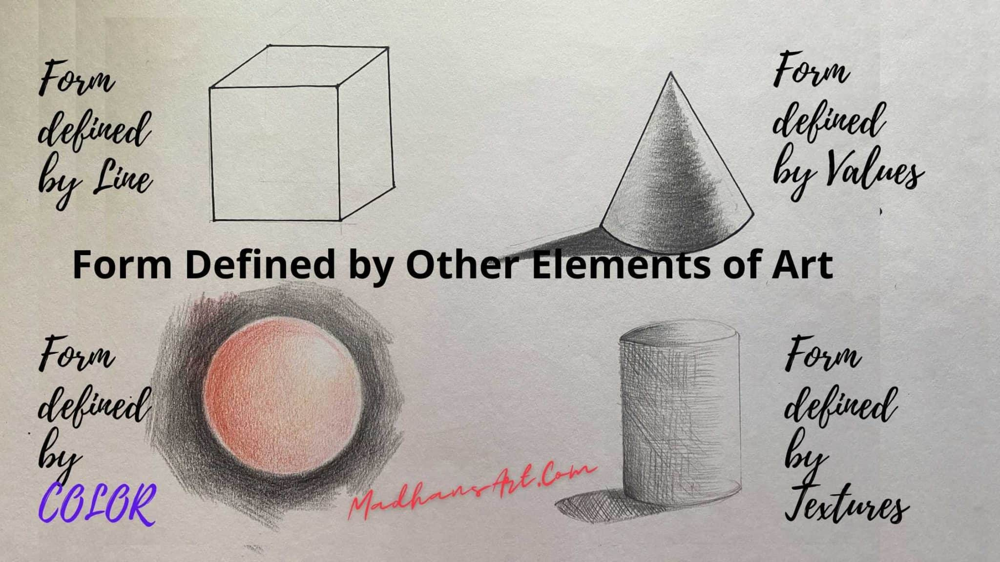 Form
defined
by Line
Form
defined
by Values
Form Defined by Other Elements of Art
Form
defined
by
COLOR
Form
defined
by
Textures
MadhansArt.Com